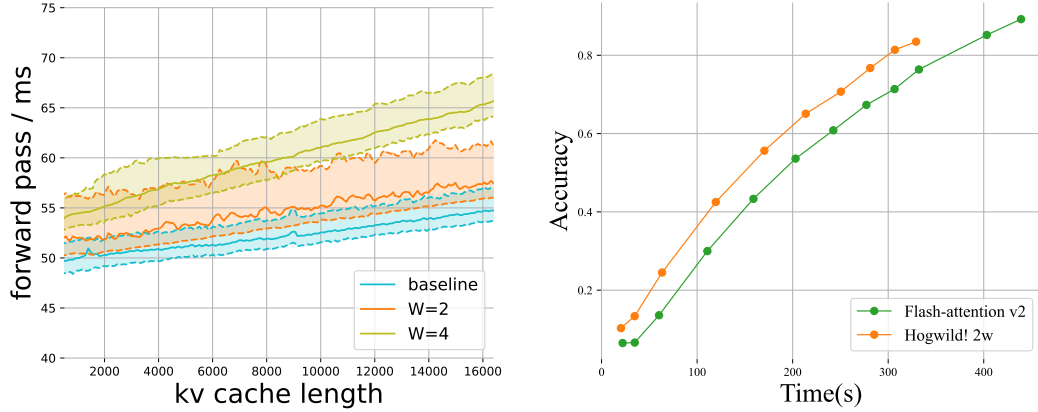 75
70
65
60
55
50
45
40
forward pass / ms
baseline
W=2
W=4
2000 4000 6000 8000 10000 12000 14000 16000
kv cache length
0.8
0.6
0.4
0.2
Accuracy
Flash-attention v2
Hogwild! 2w
0 100 200 300 400
Time(s)